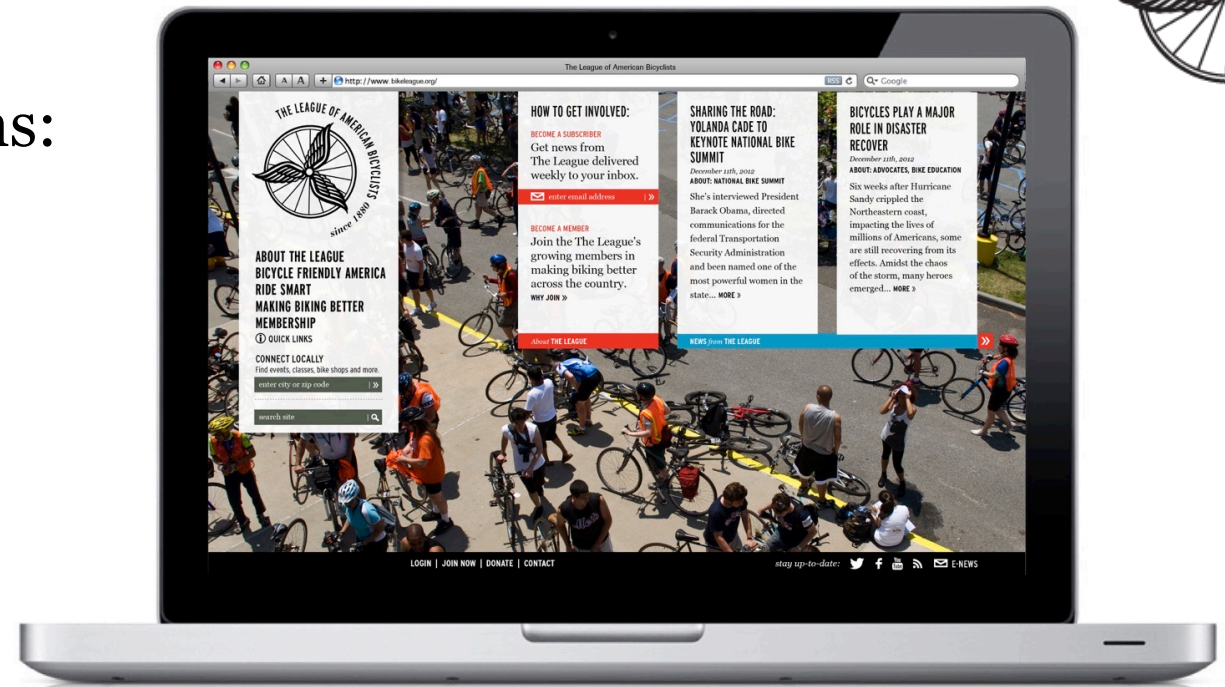 ns:
The League of American Bicyclists
A A + http://www.bikeleague.org/ RSS Google
THE LEAGUE OF AMERICAN BICYCLISTS
since 1880
ABOUT THE LEAGUE
BICYCLE FRIENDLY AMERICA
RIDE SMART
MAKING BIKING BETTER
MEMBERSHIP
QUICK LINKS
CONNECT LOCALLY
Find events, classes, bike shops and more.
enter city or zip code | »
search site |
HOW TO GET INVOLVED:
BECOME A SUBSCRIBER
Get news from
The League delivered
weekly to your inbox.
enter email address | »
BECOME A MEMBER
Join the The League's
growing members in
making biking better
across the country.
WHY JOIN »
About THE LEAGUE
SHARING THE ROAD:
YOLANDA CADE TO
KEYNOTE NATIONAL BIKE
SUMMIT
December 11th, 2012
ABOUT: NATIONAL BIKE SUMMIT
She's interviewed President
Barack Obama, directed
communications for the
federal Transportation
Security Administration
and been named one of the
most powerful women in the
state... MORE »
BICYCLES PLAY A MAJOR
ROLE IN DISASTER
RECOVER
December 11th, 2012
ABOUT: ADVOCATES, BIKE EDUCATION
Six weeks after Hurricane
Sandy crippled the
Northeastern coast,
impacting the lives of
millions of Americans, some
are still recovering from its
effects. Amidst the chaos
of the storm, many heroes
emerged... MORE »
NEWS from THE LEAGUE
»
LOGIN | JOIN NOW | DONATE | CONTACT
stay up-to-date: f You Tube E-NEWS